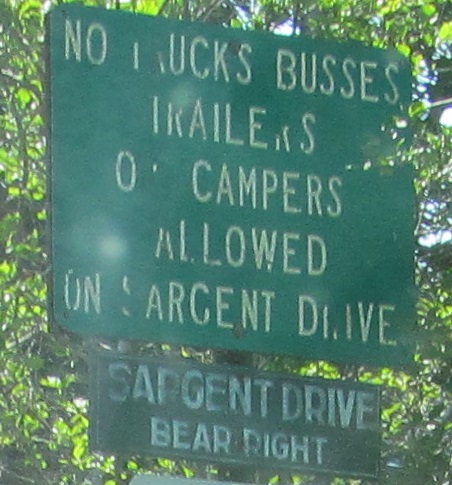 NO TRUCKS BUSSES
TRAILERS
OR CAMPERS
ALLOWED
ON SARGENT DRIVE
SARGENT DRIVE
BEAR RIGHT